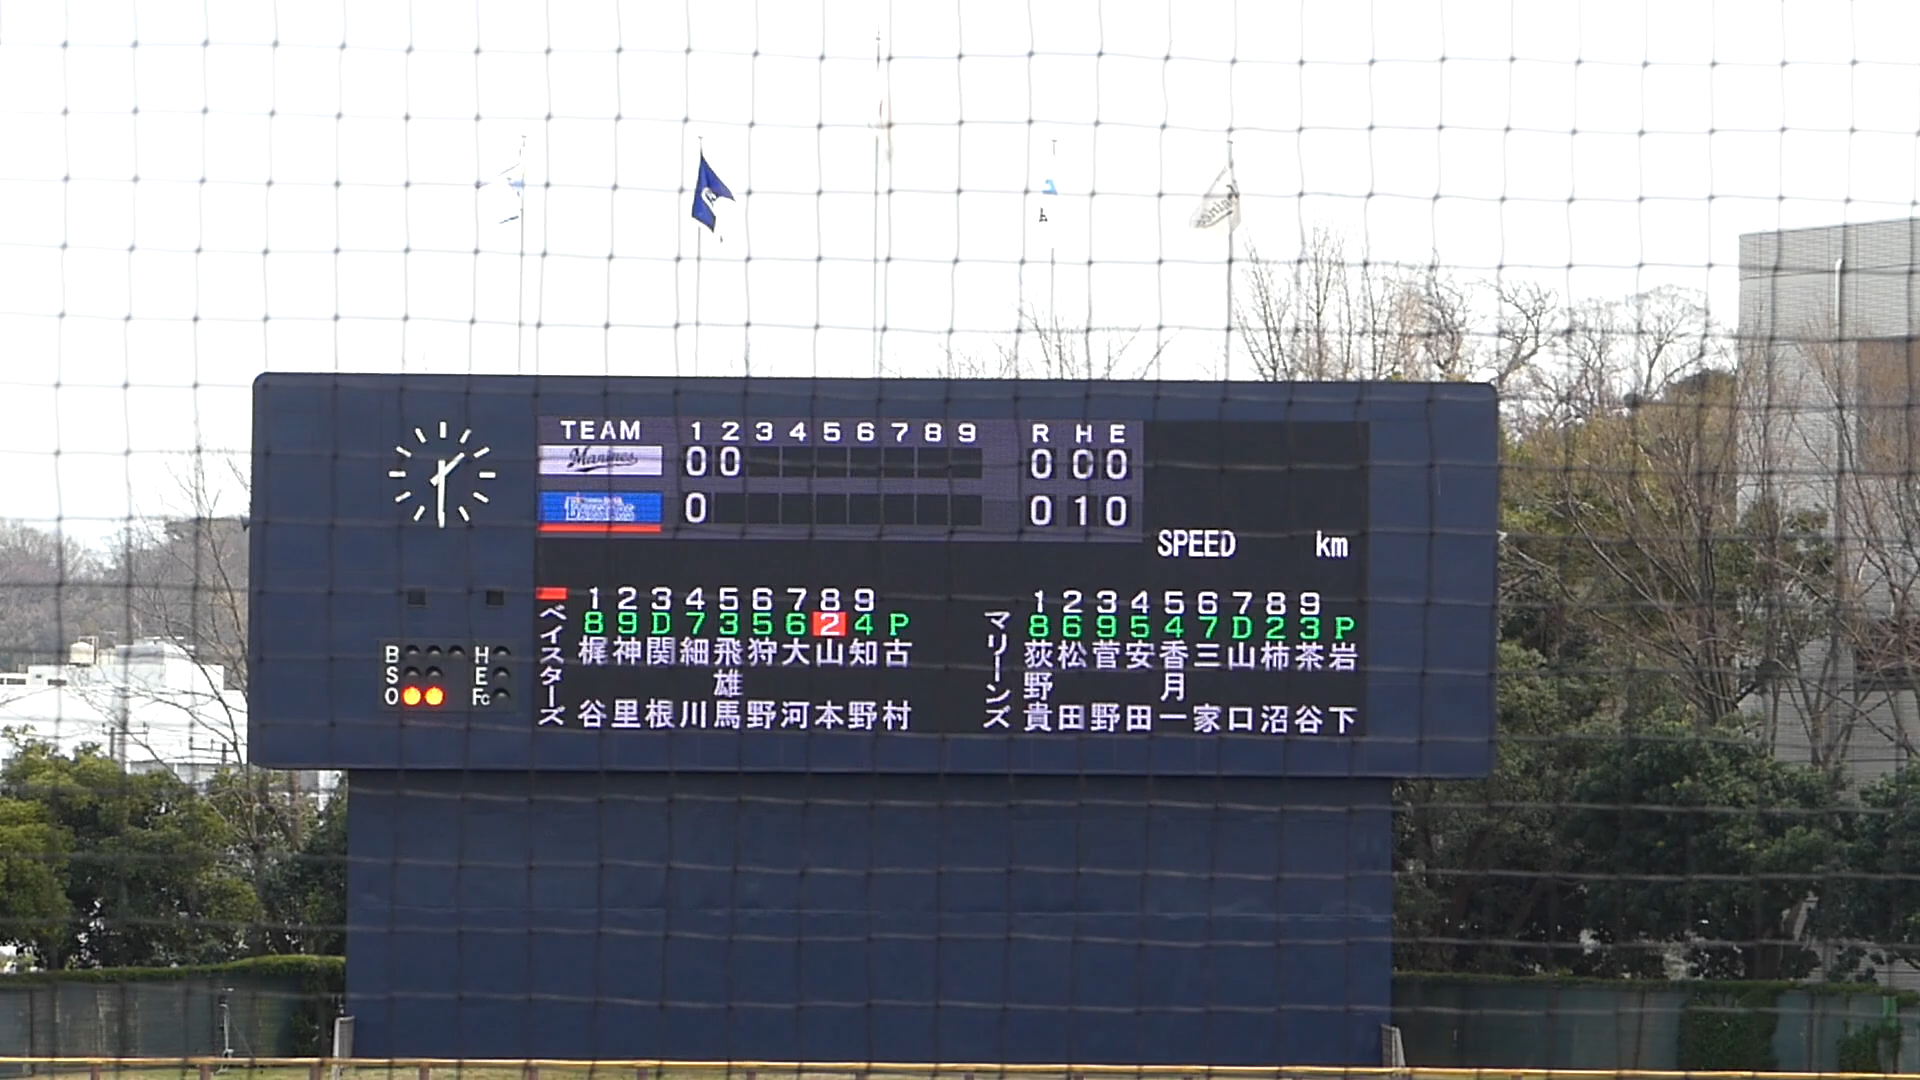 TEAM 1 2 3 4 5 6 7 8 9 R H E
Marines 0 0 0 0 0
0 0 1 0
SPEED km
B H
S E
O Fc
ベイスターズ
1 2 3 4 5 6 7 8 9
8 9 D 7 3 5 6 2 4 P
梶谷 神里 関根 細川 飛雄馬 狩野 大河 山本 知野 古村
マリーンズ
1 2 3 4 5 6 7 8 9
8 6 9 5 4 7 D 2 3 P
荻野貴 松田 菅野 安田 香月一 三家 山口 柿沼 茶谷 岩下